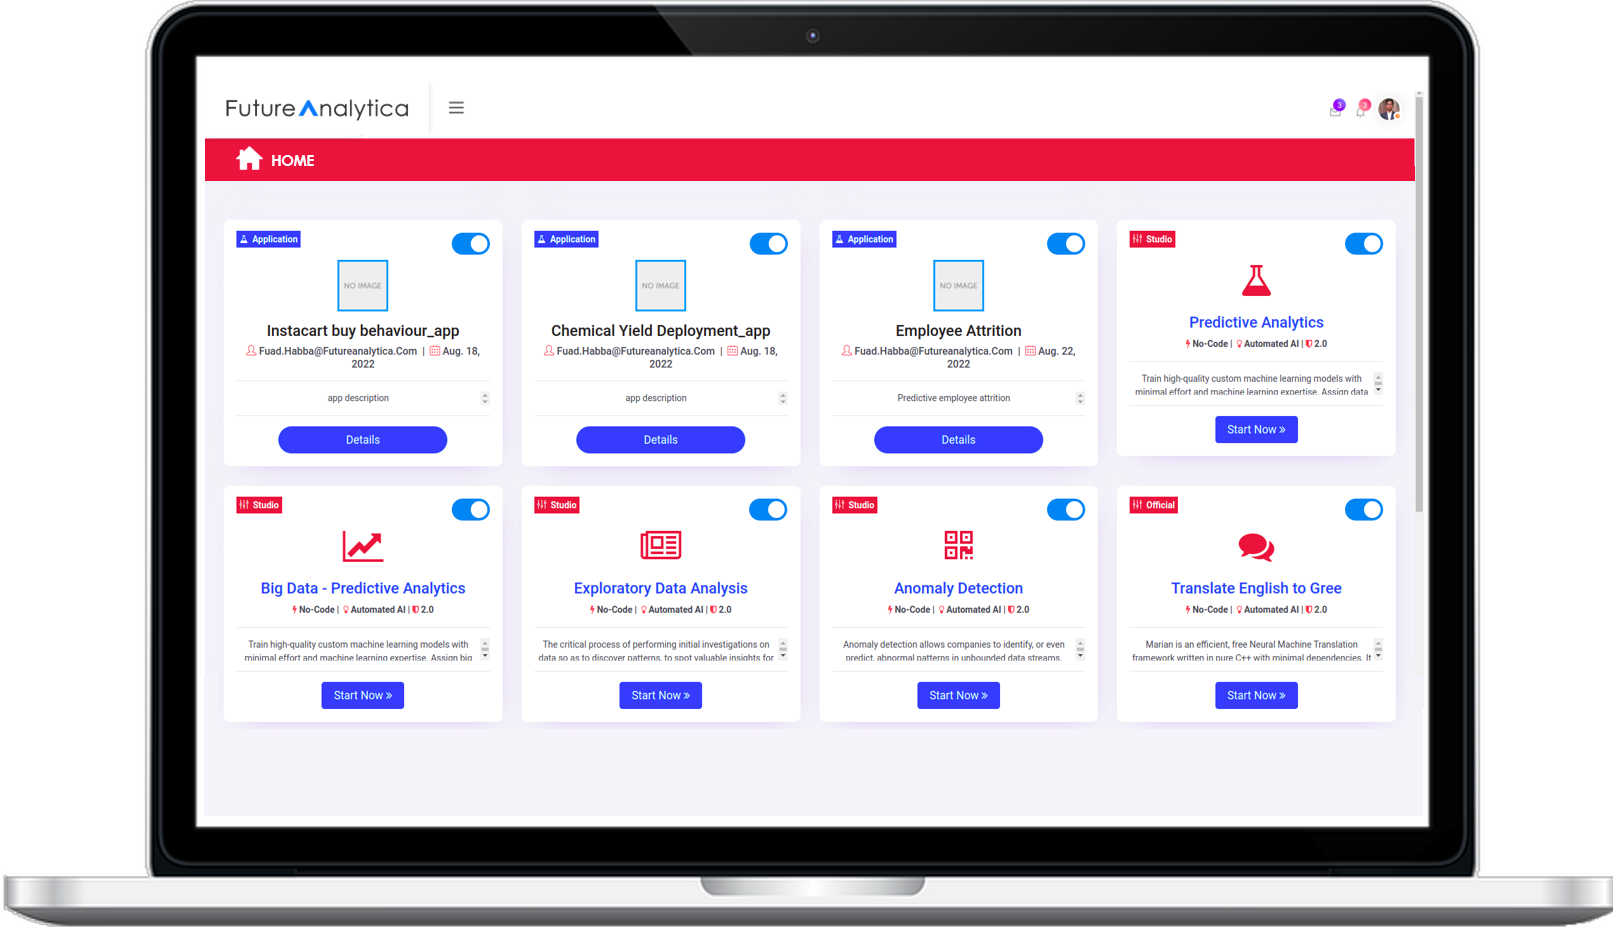 FutureAnalytica
3
3
HOME
Application
NO IMAGE
Instacart buy behaviour_app
Fuad.Habba@Futureanalytica.Com | Aug. 18,
2022
app description
Details
Application
NO IMAGE
Chemical Yield Deployment_app
Fuad.Habba@Futureanalytica.Com | Aug. 18,
2022
app description
Details
Application
NO IMAGE
Employee Attrition
Fuad.Habba@Futureanalytica.Com | Aug. 22,
2022
Predictive employee attrition
Details
Studio
Predictive Analytics
No-Code | Automated AI | 2.0
Train high-quality custom machine learning models with
minimal effort and machine learning expertise. Assign data
Start Now »
Studio
Big Data - Predictive Analytics
No-Code | Automated AI | 2.0
Train high-quality custom machine learning models with
minimal effort and machine learning expertise. Assign big
Start Now »
Studio
Exploratory Data Analysis
No-Code | Automated AI | 2.0
The critical process of performing initial investigations on
data so as to discover patterns, to spot valuable insights for
Start Now »
Studio
Anomaly Detection
No-Code | Automated AI | 2.0
Anomaly detection allows companies to identify, or even
predict, abnormal patterns in unbounded data streams.
Start Now »
Official
Translate English to Gree
No-Code | Automated AI | 2.0
Marian is an efficient, free Neural Machine Translation
framework written in pure C++ with minimal dependencies. It
Start Now »